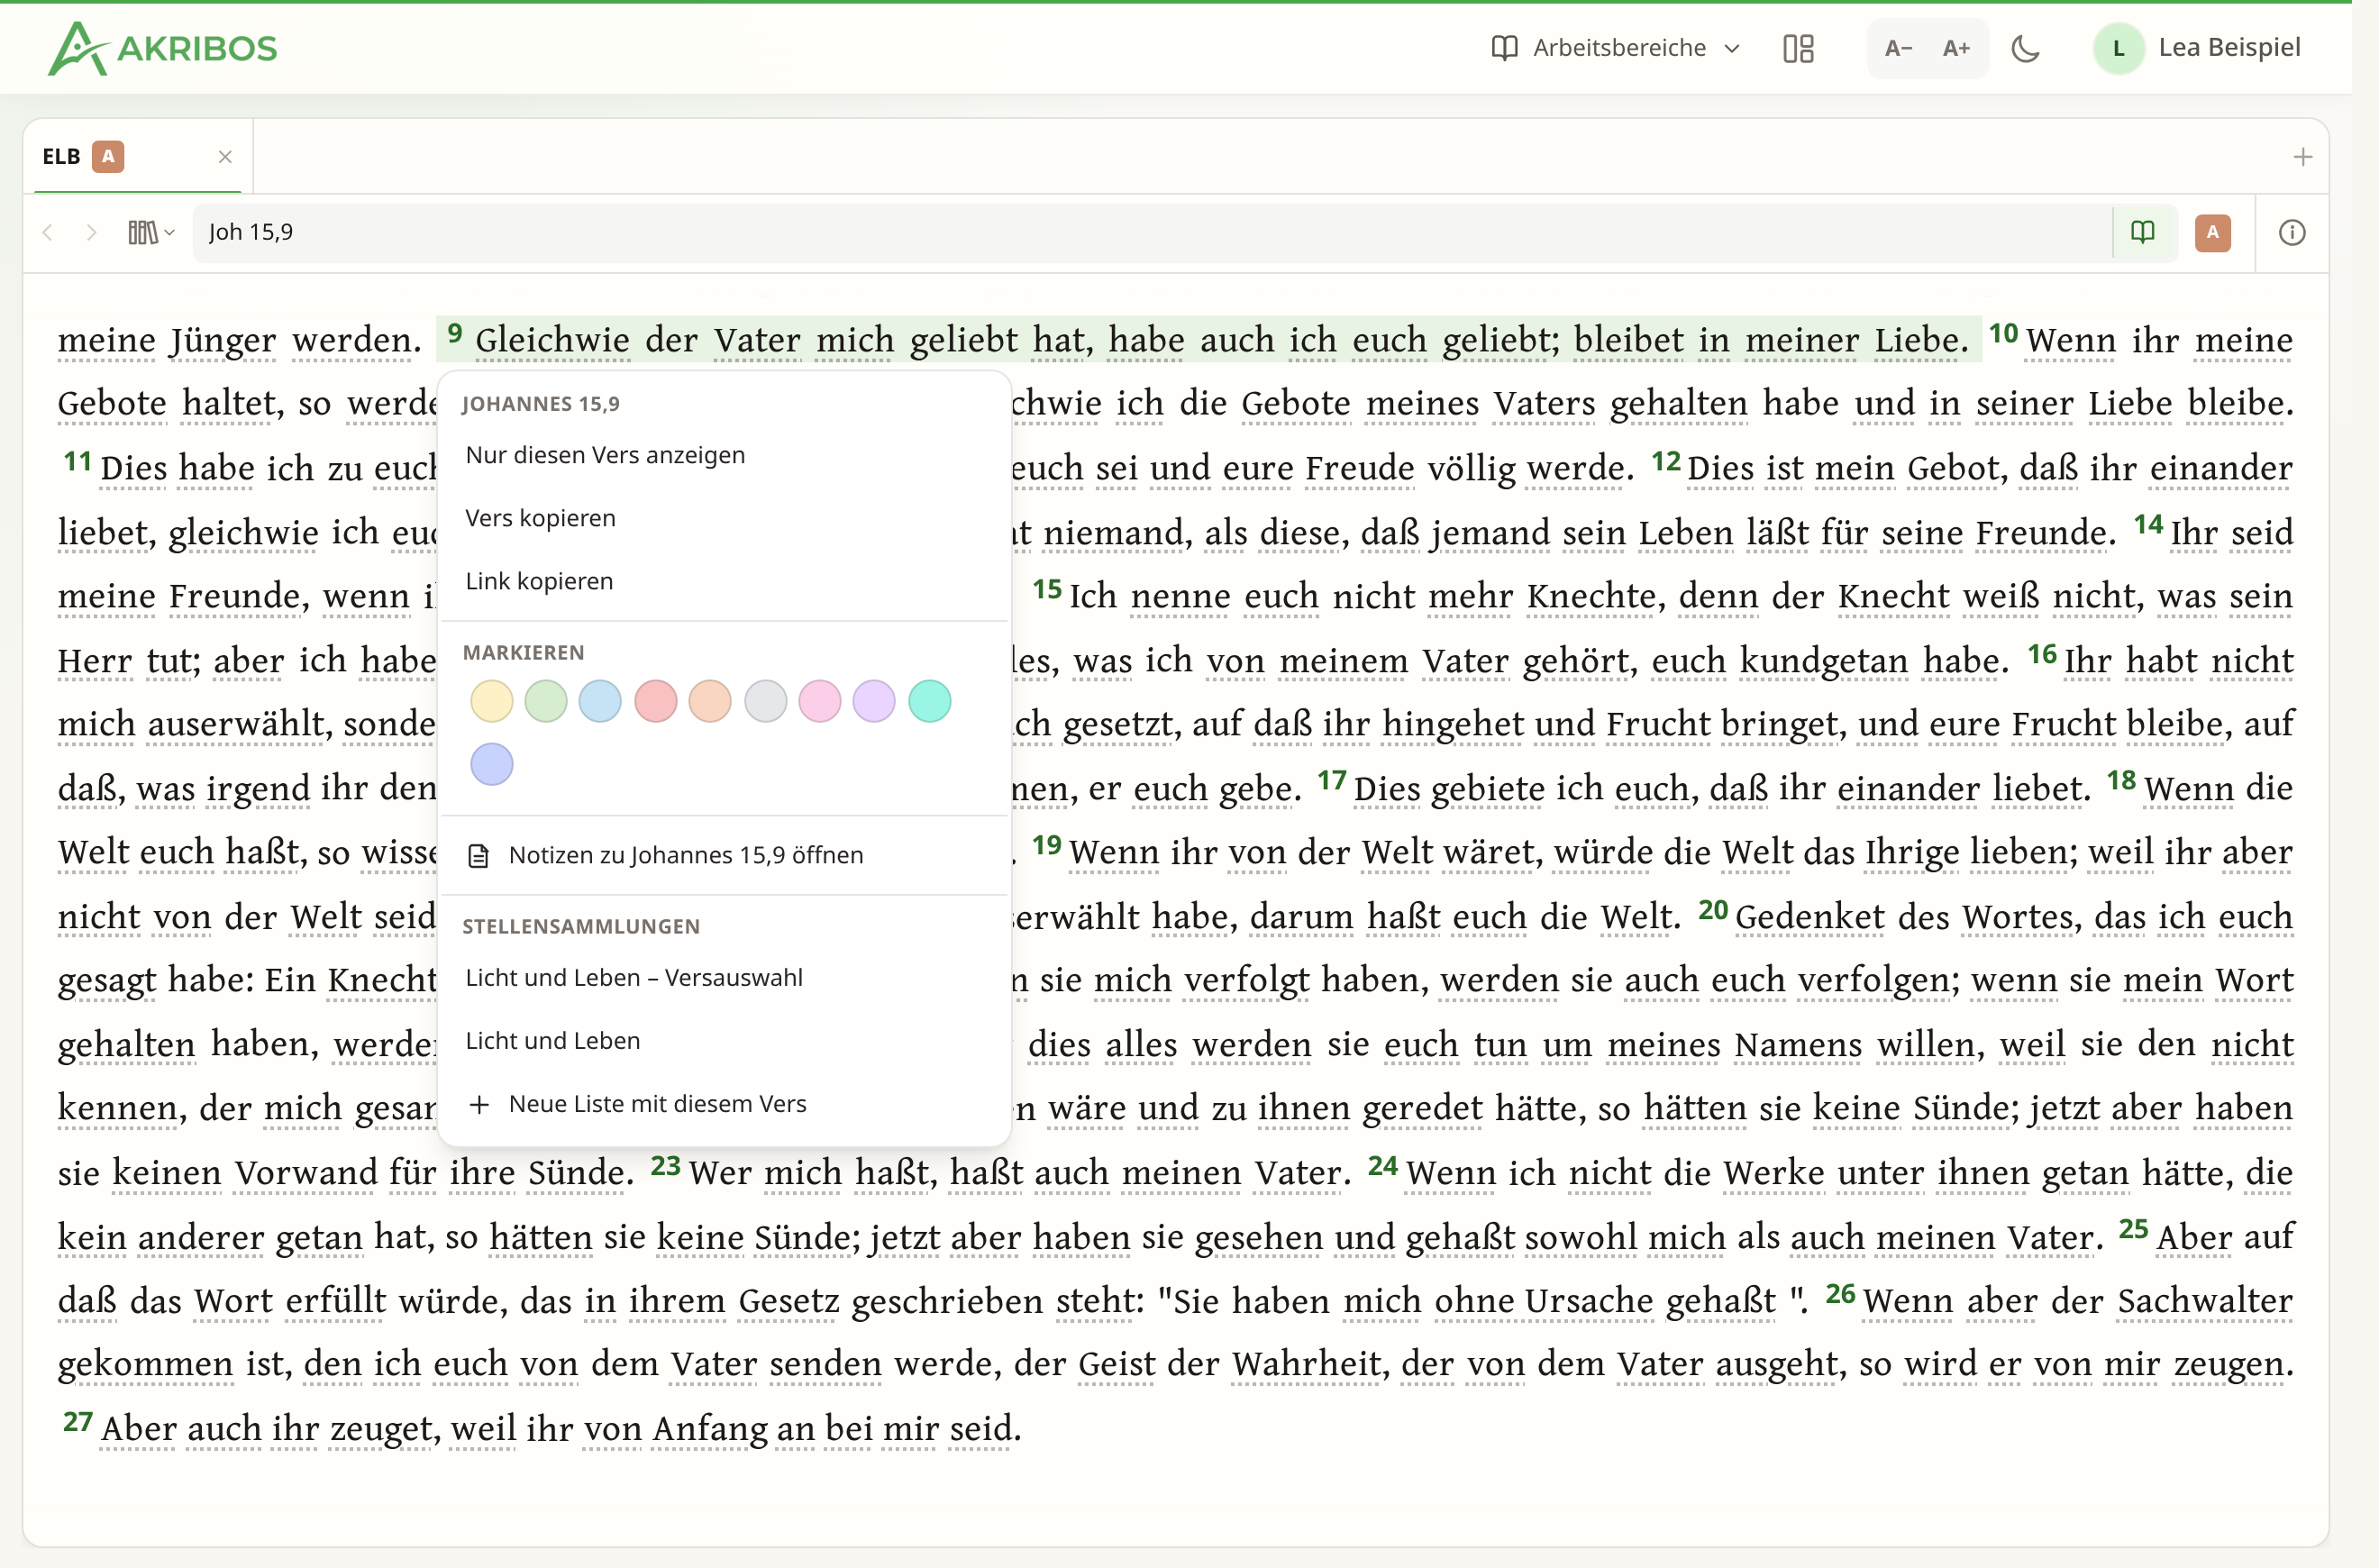 AKRIBOS
Arbeitsbereiche
A− A+
L
Lea Beispiel
ELB A
Joh 15,9
A
meine Jünger werden. 9 Gleichwie der Vater mich geliebt hat, habe auch ich euch geliebt; bleibet in meiner Liebe. 10 Wenn ihr meine
Gebote haltet, so ich die Gebote meines Vaters gehalten habe und in seiner Liebe bleibe.
11 Dies habe ich zu euch sei und eure Freude völlig werde. 12 Dies ist mein Gebot, daß ihr einander
liebet, gleichwie ich niemand, als diese, daß jemand sein Leben läßt für seine Freunde. 14 Ihr seid
meine Freunde, wenn 15 Ich nenne euch nicht mehr Knechte, denn der Knecht weiß nicht, was sein
Herr tut; aber ich habe was ich von meinem Vater gehört, euch kundgetan habe. 16 Ihr habt nicht
mich auserwählt, gesetzt, auf daß ihr hingehet und Frucht bringet, und eure Frucht bleibe, auf
daß, was irgend ihr den er euch gebe. 17 Dies gebiete ich euch, daß ihr einander liebet. 18 Wenn die
Welt euch haßt, so 19 Wenn ihr von der Welt wäret, würde die Welt das Ihrige lieben; weil ihr aber
nicht von der Welt seid habe, darum haßt euch die Welt. 20 Gedenket des Wortes, das ich euch
gesagt habe: Ein Knecht sie mich verfolgt haben, werden sie auch euch verfolgen; wenn sie mein Wort
gehalten haben, dies alles werden sie euch tun um meines Namens willen, weil sie den nicht
kennen, der mich wäre und zu ihnen geredet hätte, so hätten sie keine Sünde; jetzt aber haben
sie keinen Vorwand für ihre Sünde. 23 Wer mich haßt, haßt auch meinen Vater. 24 Wenn ich nicht die Werke unter ihnen getan hätte, die
kein anderer getan hat, so hätten sie keine Sünde; jetzt aber haben sie gesehen und gehaßt sowohl mich als auch meinen Vater. 25 Aber auf
daß das Wort erfüllt würde, das in ihrem Gesetz geschrieben steht: "Sie haben mich ohne Ursache gehaßt ". 26 Wenn aber der Sachwalter
gekommen ist, den ich euch von dem Vater senden werde, der Geist der Wahrheit, der von dem Vater ausgeht, so wird er von mir zeugen.
27 Aber auch ihr zeuget, weil ihr von Anfang an bei mir seid.
JOHANNES 15,9
Nur diesen Vers anzeigen
Vers kopieren
Link kopieren
MARKIEREN
Notizen zu Johannes 15,9 öffnen
STELLENSAMMLUNGEN
Licht und Leben – Versauswahl
Licht und Leben
Neue Liste mit diesem Vers